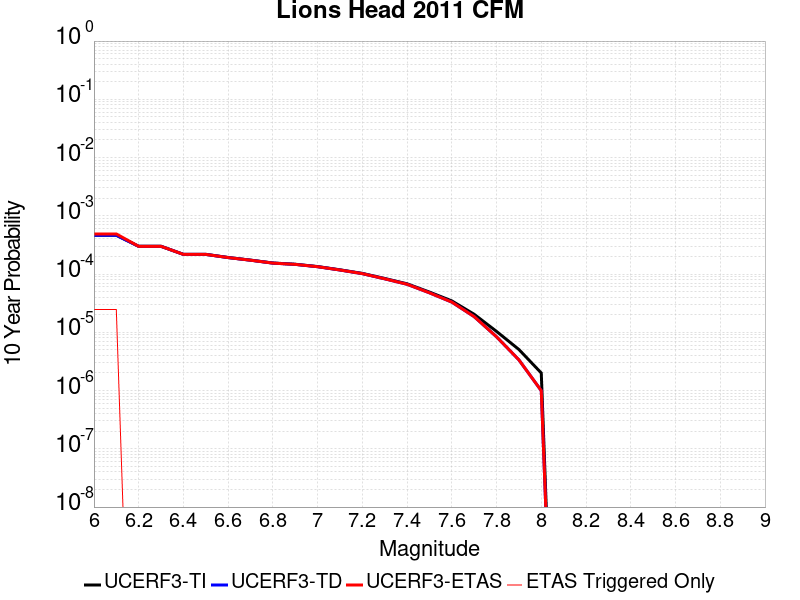 Lions Head 2011 CFM
10 0
10 -1
10 -2
10 -3
10 -4
10 -5
10 -6
10 -7
10 -8
10 Year Probability
6 6.2 6.4 6.6 6.8 7 7.2 7.4 7.6 7.8 8 8.2 8.4 8.6 8.8 9
Magnitude
UCERF3-TI UCERF3-TD UCERF3-ETAS ETAS Triggered Only